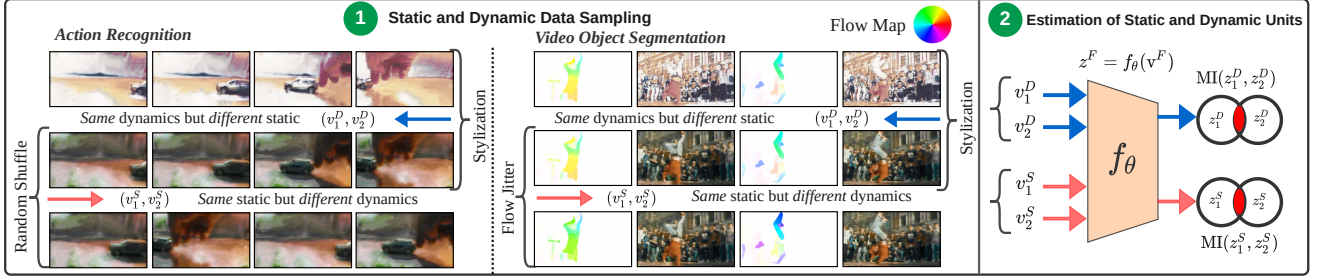 1 Static and Dynamic Data Sampling
Flow Map
Action Recognition
Video Object Segmentation
Same dynamics but different static (v_1^D, v_2^D)
Stylization
Random Shuffle
(v_1^S, v_2^S) Same static but different dynamics
Same dynamics but different static (v_1^D, v_2^D)
Stylization
Flow Jitter
(v_1^S, v_2^S) Same static but different dynamics
2 Estimation of Static and Dynamic Units
z^F = f_θ(v^F)
v_1^D
v_2^D
v_1^S
v_2^S
f_θ
MI(z_1^D, z_2^D)
z_1^D z_2^D
z_1^S z_2^S
MI(z_1^S, z_2^S)